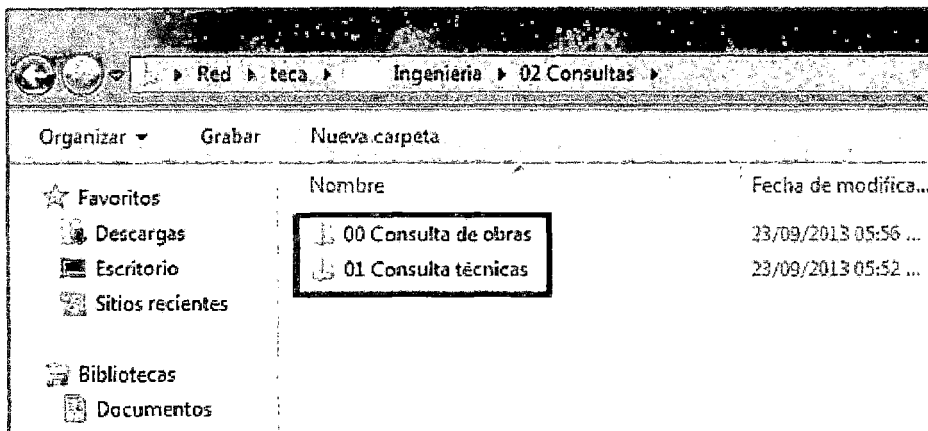 Red ▸ teca ▸ Ingenieria ▸ 02 Consultas ▸
Organizar Grabar Nueva carpeta
Nombre Fecha de modifica...
Favoritos
Descargas
Escritorio
Sitios recientes
Bibliotecas
Documentos
00 Consulta de obras 23/09/2013 05:56 ...
01 Consulta técnicas 23/09/2013 05:52 ...